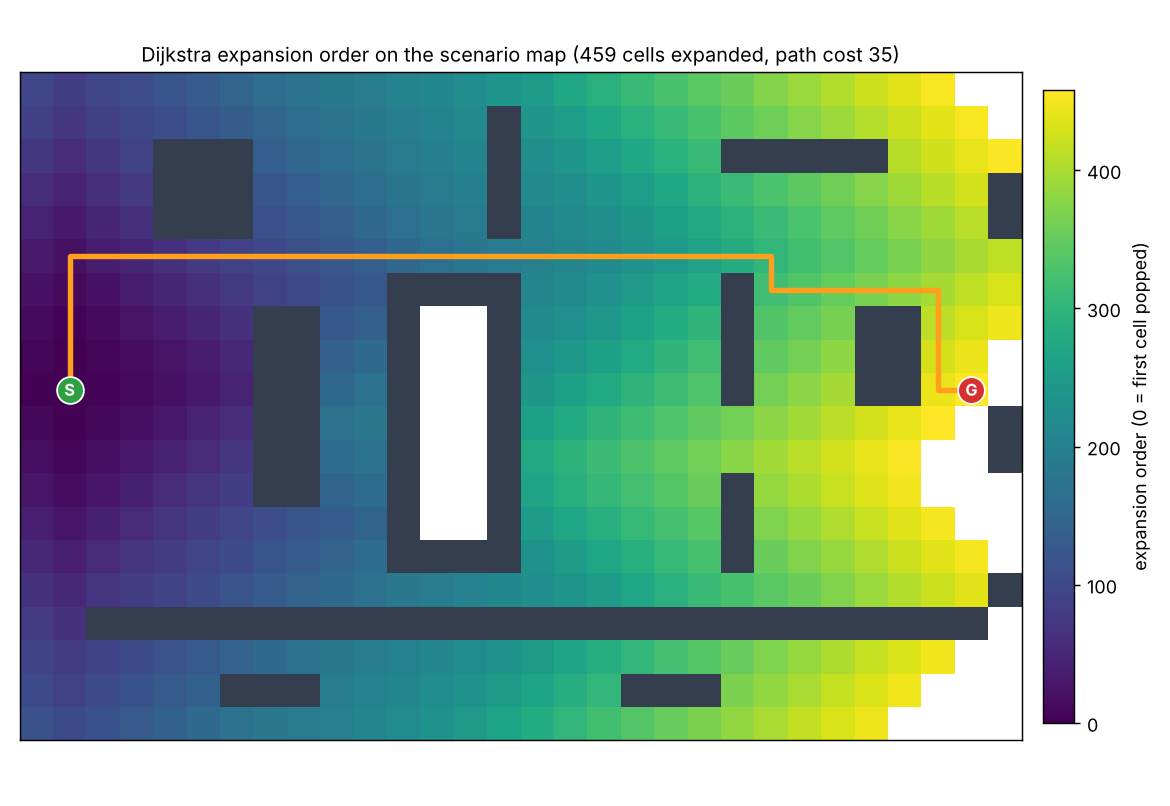 Dijkstra expansion order on the scenario map (459 cells expanded, path cost 35)
S
G
400
300
200
100
0
expansion order (0 = first cell popped)